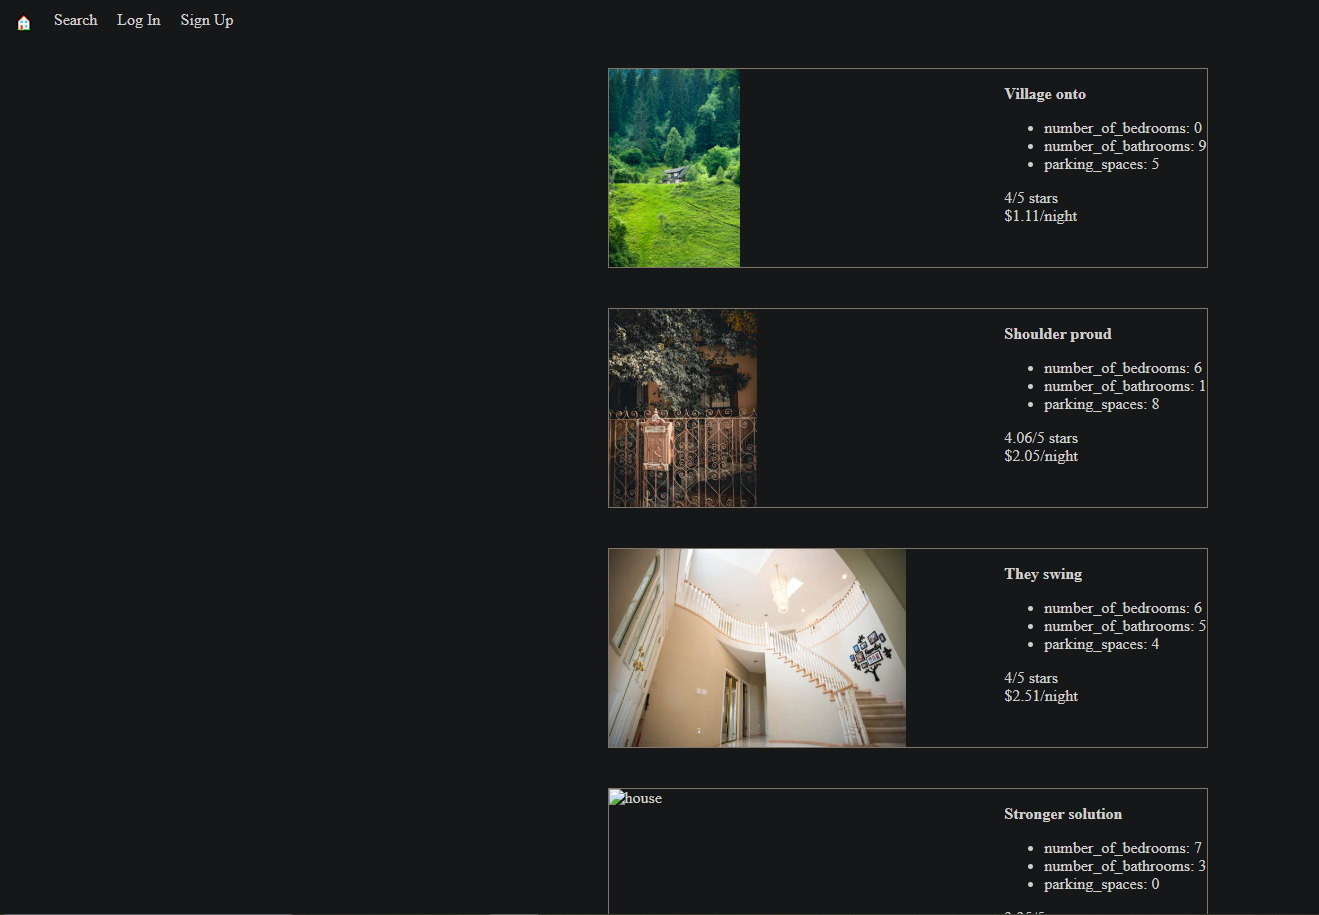 Search Log In Sign Up
Village onto
number_of_bedrooms: 0
number_of_bathrooms: 9
parking_spaces: 5
4/5 stars
$1.11/night
Shoulder proud
number_of_bedrooms: 6
number_of_bathrooms: 1
parking_spaces: 8
4.06/5 stars
$2.05/night
They swing
number_of_bedrooms: 6
number_of_bathrooms: 5
parking_spaces: 4
4/5 stars
$2.51/night
house
Stronger solution
number_of_bedrooms: 7
number_of_bathrooms: 3
parking_spaces: 0